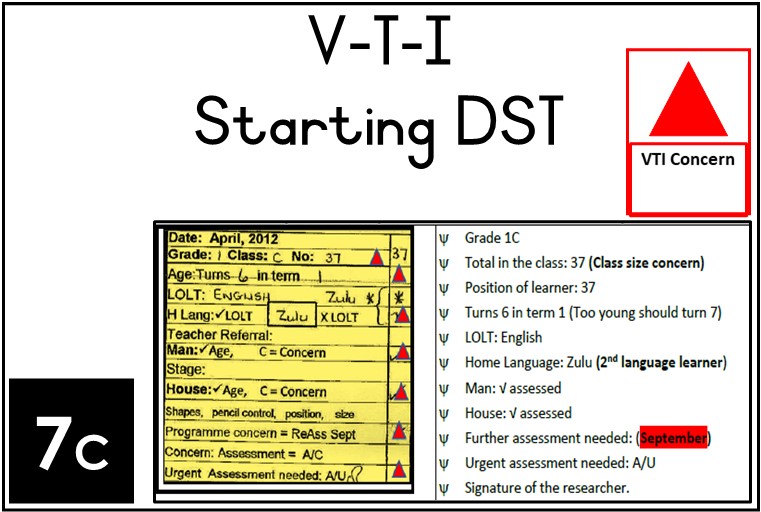 V-T-I
Starting DST
VTI Concern
Date: April, 2012
Grade: 1 Class: C No: 37 37
Age:Turns 6 in term 1
LOLT: ENGLISH Zulu * *
H Lang:✓LOLT Zulu X LOLT
Teacher Referral:
Man:✓Age, C = Concern
Stage:
House:✓Age, C = Concern
Shapes, pencil control, position, size
Programme concern = ReAss Sept
Concern: Assessment = A/C
Urgent Assessment needed: A/U
ψ Grade 1C
ψ Total in the class: 37 (Class size concern)
ψ Position of learner: 37
ψ Turns 6 in term 1 (Too young should turn 7)
ψ LOLT: English
ψ Home Language: Zulu (2nd language learner)
ψ Man: √ assessed
ψ House: √ assessed
ψ Further assessment needed: (September)
ψ Urgent assessment needed: A/U
ψ Signature of the researcher.
7c